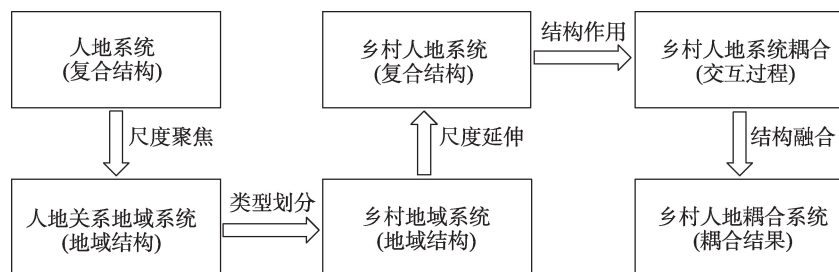 人地系统
(复合结构)
尺度聚焦
人地关系地域系统
(地域结构)
类型划分
乡村地域系统
(地域结构)
尺度延伸
乡村人地系统
(复合结构)
结构作用
乡村人地系统耦合
(交互过程)
结构融合
乡村人地耦合系统
(耦合结果)